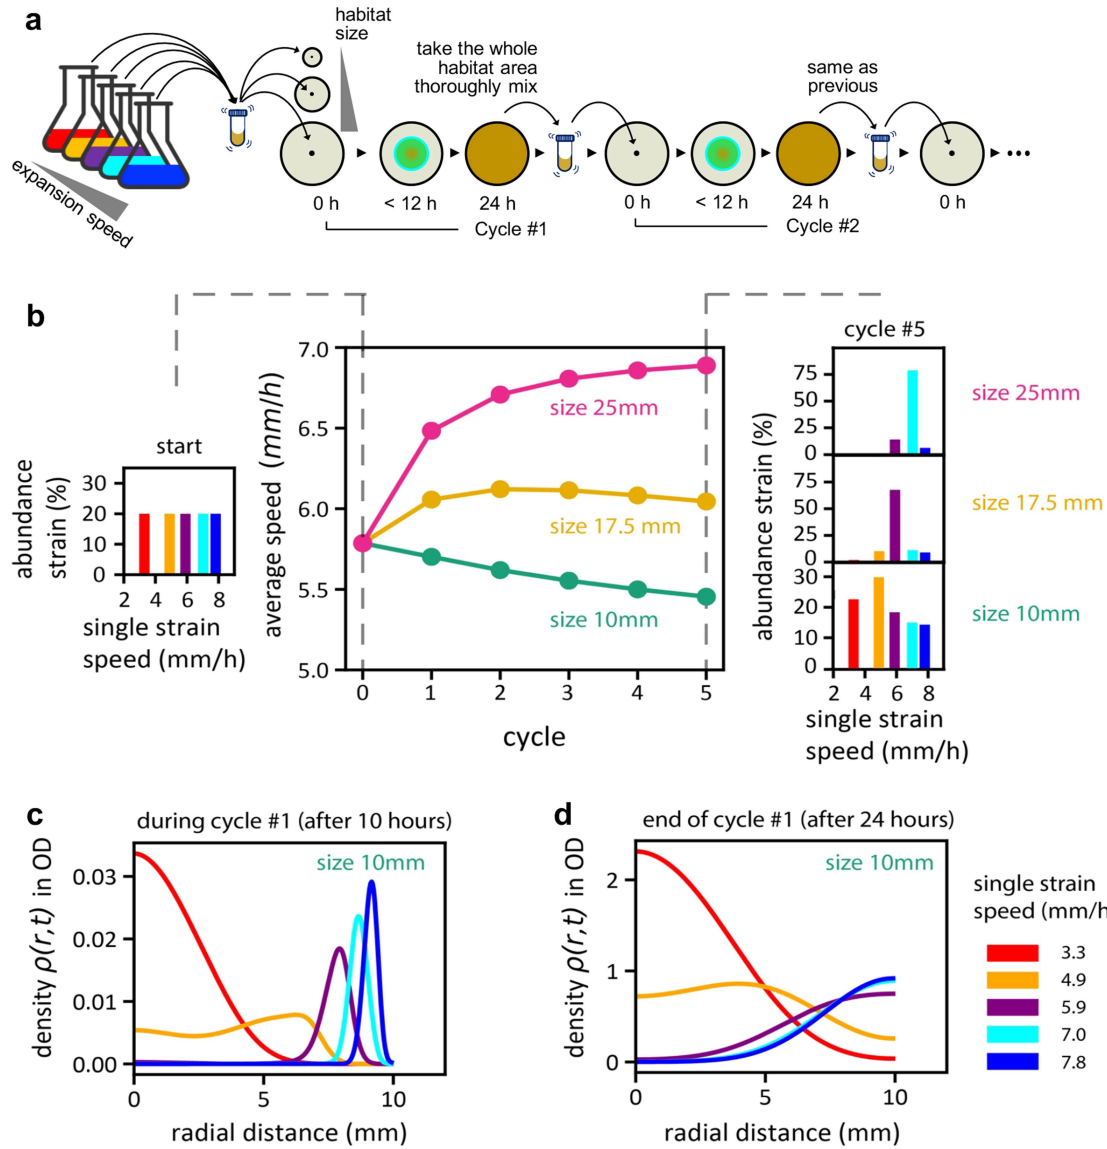 a
habitat
size
take the whole
habitat area
thoroughly mix
same as
previous
expansion speed
0 h
< 12 h
24 h
0 h
< 12 h
24 h
0 h
Cycle #1
Cycle #2
b
start
abundance
strain (%)
30
20
10
0
2 4 6 8
single strain
speed (mm/h)
average speed (mm/h)
7.0
6.5
6.0
5.5
5.0
size 25mm
size 17.5 mm
size 10mm
0 1 2 3 4 5
cycle
cycle #5
abundance strain (%)
75
50
25
0
75
50
25
0
30
20
10
0
2 4 6 8
single strain
speed (mm/h)
size 25mm
size 17.5 mm
size 10mm
c
during cycle #1 (after 10 hours)
size 10mm
density ρ(r,t) in OD
0.03
0.02
0.01
0.00
0 5 10
radial distance (mm)
d
end of cycle #1 (after 24 hours)
size 10mm
density ρ(r,t) in OD
2
1
0
0 5 10
radial distance (mm)
single strain
speed (mm/h
3.3
4.9
5.9
7.0
7.8